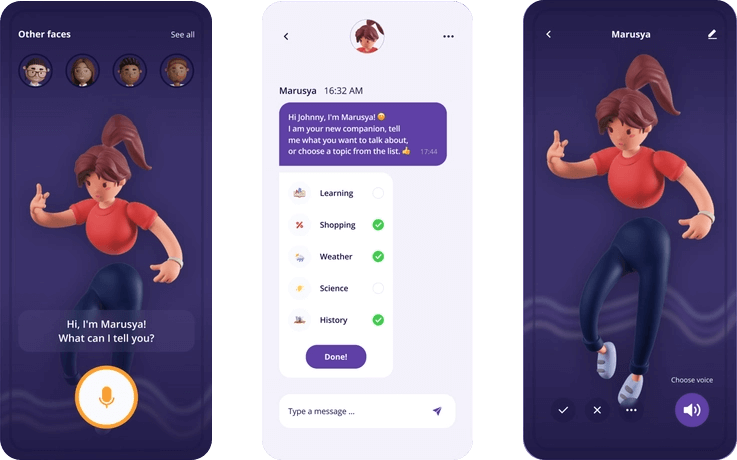 Other faces
See all
Hi, I'm Marusya!
What can I tell you?
Marusya 16:32 AM
Hi Johnny, I'm Marusya! 😊
I am your new companion, tell
me what you want to talk about,
or choose a topic from the list. 👍 17:44
Learning
Shopping
Weather
Science
History
Done!
Type a message ...
Marusya
Choose voice